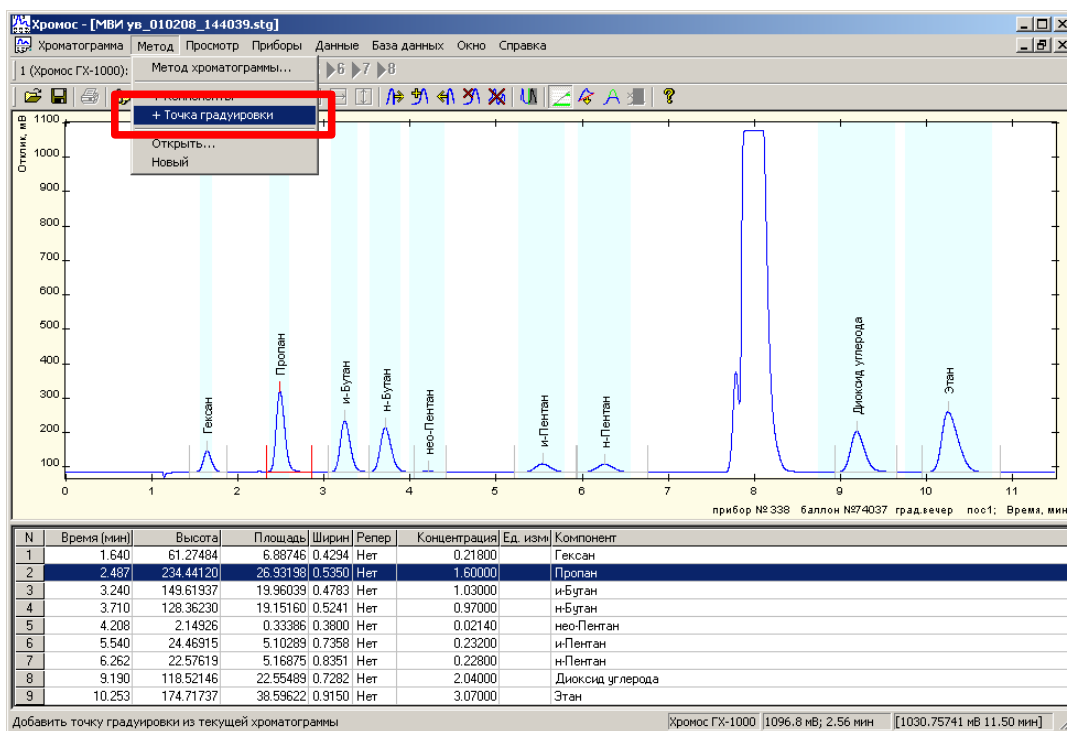 Хромос - [МВИ ув_010208_144039.stg]
Хроматограмма Метод Просмотр Приборы Данные База данных Окно Справка
1 (Хромос ГХ-1000): 6 7 8
Метод хроматограммы...
+ Компоненты
+ Точка градуировки
Открыть...
Новый
Отклик, мВ
1100
1000
900
800
700
600
500
400
300
200
100
Гексан
Пропан
и-Бутан
н-Бутан
нео-Пентан
и-Пентан
н-Пентан
Диоксид углерода
Этан
0 1 2 3 4 5 6 7 8 9 10 11
прибор №338 баллон №74037 град.вечер пос1; Время, мин
N Время (мин) Высота Площадь Ширин Репер Концентрация Ед. изме Компонент
1 1.640 61.27484 6.88746 0.4294 Нет 0.21800 Гексан
2 2.487 234.44120 26.93198 0.5350 Нет 1.60000 Пропан
3 3.240 149.61937 19.96039 0.4783 Нет 1.03000 и-Бутан
4 3.710 128.36230 19.15160 0.5241 Нет 0.97000 н-Бутан
5 4.208 2.14926 0.33386 0.3800 Нет 0.02140 нео-Пентан
6 5.540 24.46915 5.10289 0.7358 Нет 0.23200 и-Пентан
7 6.262 22.57619 5.16875 0.8351 Нет 0.22800 н-Пентан
8 9.190 118.52146 22.55489 0.7282 Нет 2.04000 Диоксид углерода
9 10.253 174.71737 38.59622 0.9150 Нет 3.07000 Этан
Добавить точку градуировки из текущей хроматограммы Хромос ГХ-1000 1096.8 мВ; 2.56 мин [1030.75741 мВ 11.50 мин]